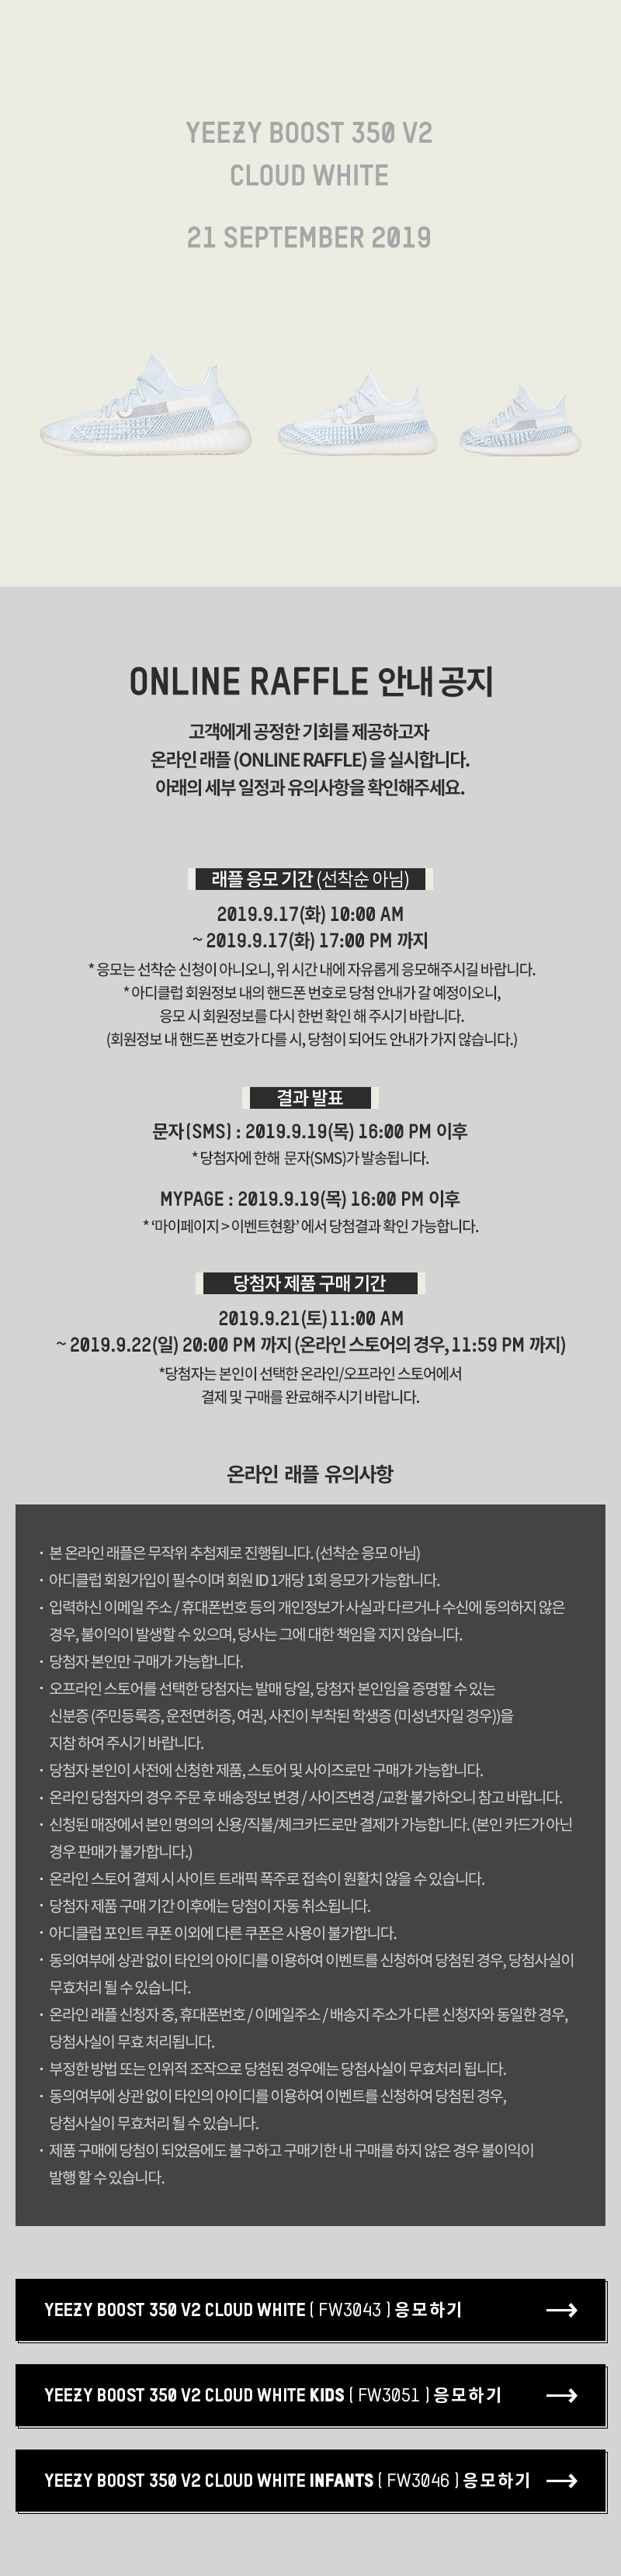 YEEZY BOOST 350 V2
CLOUD WHITE
21 SEPTEMBER 2019
ONLINE RAFFLE 안내 공지
고객에게 공정한 기회를 제공하고자
온라인 래플 (ONLINE RAFFLE) 을 실시합니다.
아래의 세부 일정과 유의사항을 확인해주세요.
래플 응모 기간 (선착순 아님)
2019.9.17(화) 10:00 AM
~ 2019.9.17(화) 17:00 PM 까지
* 응모는 선착순 신청이 아니오니, 위 시간 내에 자유롭게 응모해주시길 바랍니다.
* 아디클럽 회원정보 내의 핸드폰 번호로 당첨 안내가 갈 예정이오니,
응모 시 회원정보를 다시 한번 확인 해 주시기 바랍니다.
(회원정보 내 핸드폰 번호가 다를 시, 당첨이 되어도 안내가 가지 않습니다.)
결과 발표
문자(SMS) : 2019.9.19(목) 16:00 PM 이후
* 당첨자에 한해 문자(SMS)가 발송됩니다.
MYPAGE : 2019.9.19(목) 16:00 PM 이후
* ‘마이페이지 > 이벤트현황’ 에서 당첨결과 확인 가능합니다.
당첨자 제품 구매 기간
2019.9.21(토) 11:00 AM
~ 2019.9.22(일) 20:00 PM 까지 (온라인 스토어의 경우, 11:59 PM 까지)
*당첨자는 본인이 선택한 온라인/오프라인 스토어에서
결제 및 구매를 완료해주시기 바랍니다.
온라인 래플 유의사항
· 본 온라인 래플은 무작위 추첨제로 진행됩니다. (선착순 응모 아님)
· 아디클럽 회원가입이 필수이며 회원 ID 1개당 1회 응모가 가능합니다.
· 입력하신 이메일 주소 / 휴대폰번호 등의 개인정보가 사실과 다르거나 수신에 동의하지 않은
경우, 불이익이 발생할 수 있으며, 당사는 그에 대한 책임을 지지 않습니다.
· 당첨자 본인만 구매가 가능합니다.
· 오프라인 스토어를 선택한 당첨자는 발매 당일, 당첨자 본인임을 증명할 수 있는
신분증 (주민등록증, 운전면허증, 여권, 사진이 부착된 학생증 (미성년자일 경우))을
지참 하여 주시기 바랍니다.
· 당첨자 본인이 사전에 신청한 제품, 스토어 및 사이즈로만 구매가 가능합니다.
· 온라인 당첨자의 경우 주문 후 배송정보 변경 / 사이즈변경 /교환 불가하오니 참고 바랍니다.
· 신청된 매장에서 본인 명의의 신용/직불/체크카드로만 결제가 가능합니다. (본인 카드가 아닌
경우 판매가 불가합니다.)
· 온라인 스토어 결제 시 사이트 트래픽 폭주로 접속이 원활치 않을 수 있습니다.
· 당첨자 제품 구매 기간 이후에는 당첨이 자동 취소됩니다.
· 아디클럽 포인트 쿠폰 이외에 다른 쿠폰은 사용이 불가합니다.
· 동의여부에 상관 없이 타인의 아이디를 이용하여 이벤트를 신청하여 당첨된 경우, 당첨사실이
무효처리 될 수 있습니다.
· 온라인 래플 신청자 중, 휴대폰번호 / 이메일주소 / 배송지 주소가 다른 신청자와 동일한 경우,
당첨사실이 무효 처리됩니다.
· 부정한 방법 또는 인위적 조작으로 당첨된 경우에는 당첨사실이 무효처리 됩니다.
· 동의여부에 상관 없이 타인의 아이디를 이용하여 이벤트를 신청하여 당첨된 경우,
당첨사실이 무효처리 될 수 있습니다.
· 제품 구매에 당첨이 되었음에도 불구하고 구매기한 내 구매를 하지 않은 경우 불이익이
발행 할 수 있습니다.
YEEZY BOOST 350 V2 CLOUD WHITE ( FW3043 ) 응모하기
YEEZY BOOST 350 V2 CLOUD WHITE KIDS ( FW3051 ) 응모하기
YEEZY BOOST 350 V2 CLOUD WHITE INFANTS ( FW3046 ) 응모하기